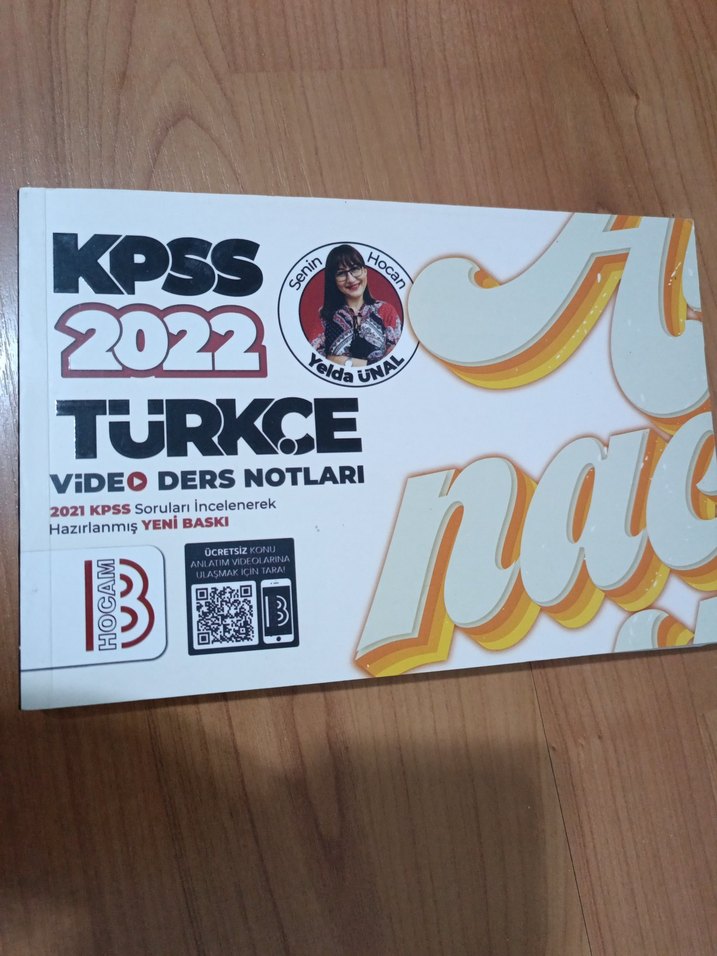 KPSS
2022
TÜRKÇE
ViDEO DERS NOTLARI
2021 KPSS Soruları İncelenerek
Hazırlanmış YENİ BASKI
Senin Hocan
Yelda ÜNAL
HOCAM
ÜCRETSİZ KONU
ANLATIM VİDEOLARINA
ULAŞMAK İÇİN TARA!
B
nac